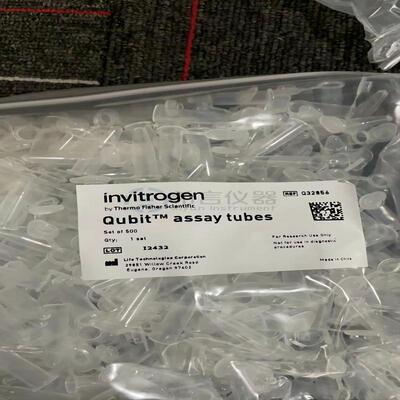 invitrogen
by Thermo Fisher Scientific
REF Q32856
Qubit™ assay tubes
Set of 500
Qty: 1 set
LOT 12432
For Research Use Only
Not for use in diagnostic
procedures
Life Technologies Corporation
29851 Willow Creek Road
Eugene, Oregon 97402
Made in China